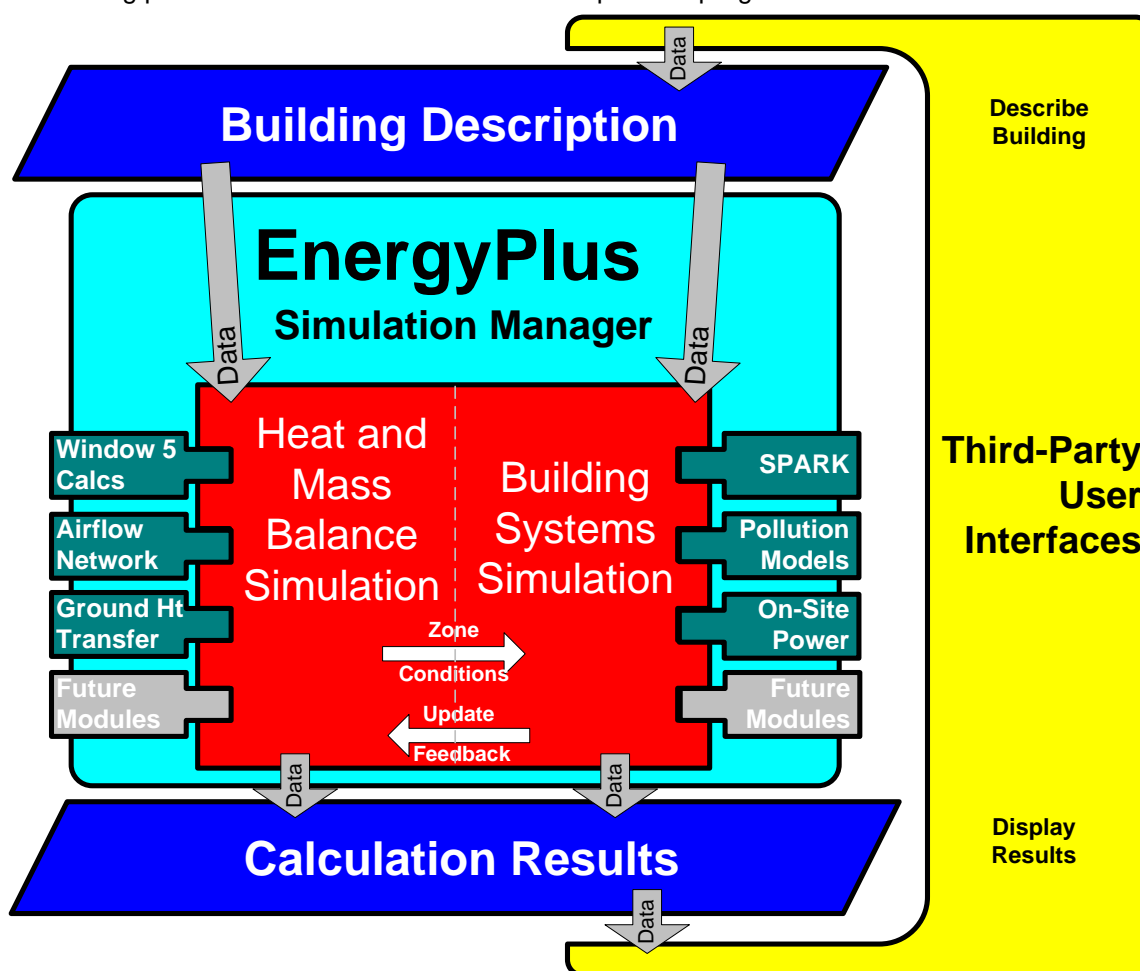 Data
Building Description
Describe
Building
EnergyPlus
Simulation Manager
Data
Data
Heat and
Mass
Balance
Simulation
Building
Systems
Simulation
Window 5
Calcs
Airflow
Network
Ground Ht
Transfer
Future
Modules
SPARK
Pollution
Models
On-Site
Power
Future
Modules
Zone
Conditions
Update
Feedback
Third-Party
User
Interfaces
Data
Data
Calculation Results
Display
Results
Data